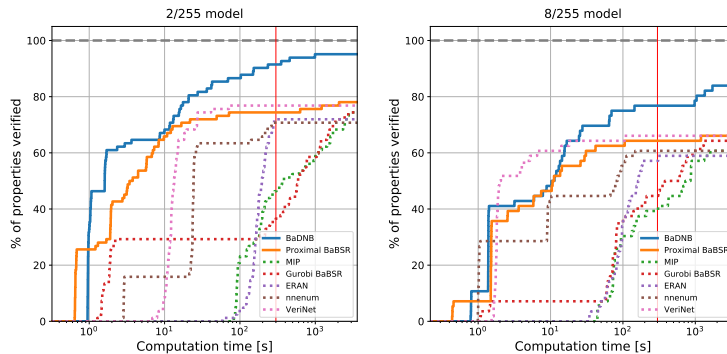 2/255 model
% of properties verified
100
80
60
40
20
0
10⁰
10¹
10²
10³
Computation time [s]
BaDNB
Proximal BaBSR
MIP
Gurobi BaBSR
ERAN
nnenum
VeriNet
8/255 model
% of properties verified
100
80
60
40
20
0
10⁰
10¹
10²
10³
Computation time [s]
BaDNB
Proximal BaBSR
MIP
Gurobi BaBSR
ERAN
nnenum
VeriNet